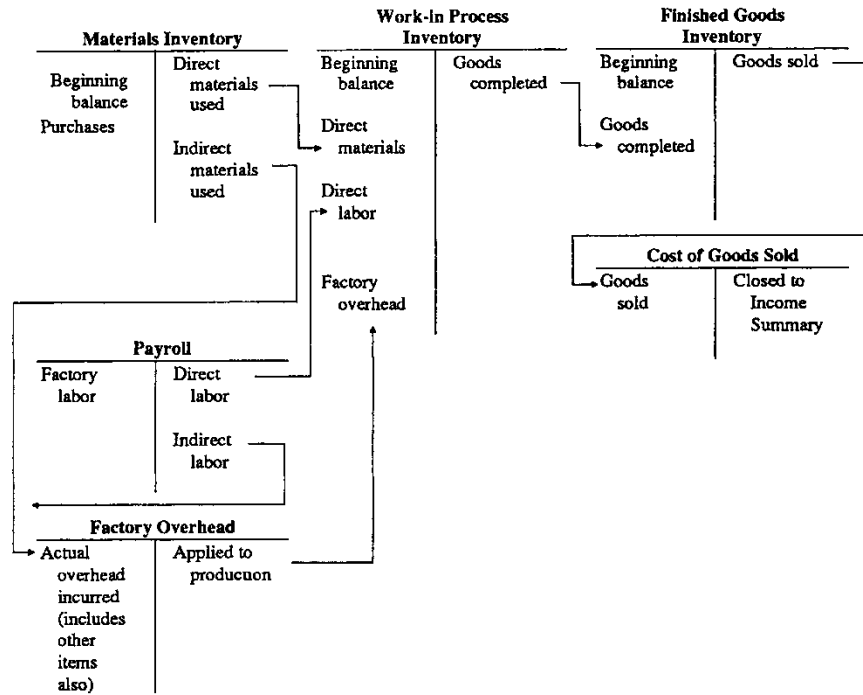 Materials Inventory
Beginning
balance
Purchases
Direct
materials
used
Indirect
materials
used
Work-in Process
Inventory
Beginning
balance
Direct
materials
Direct
labor
Factory
overhead
Goods
completed
Finished Goods
Inventory
Beginning
balance
Goods
completed
Goods sold
Cost of Goods Sold
Goods
sold
Closed to
Income
Summary
Payroll
Factory
labor
Direct
labor
Indirect
labor
Factory Overhead
Actual
overhead
incurred
(includes
other
items
also)
Applied to
production